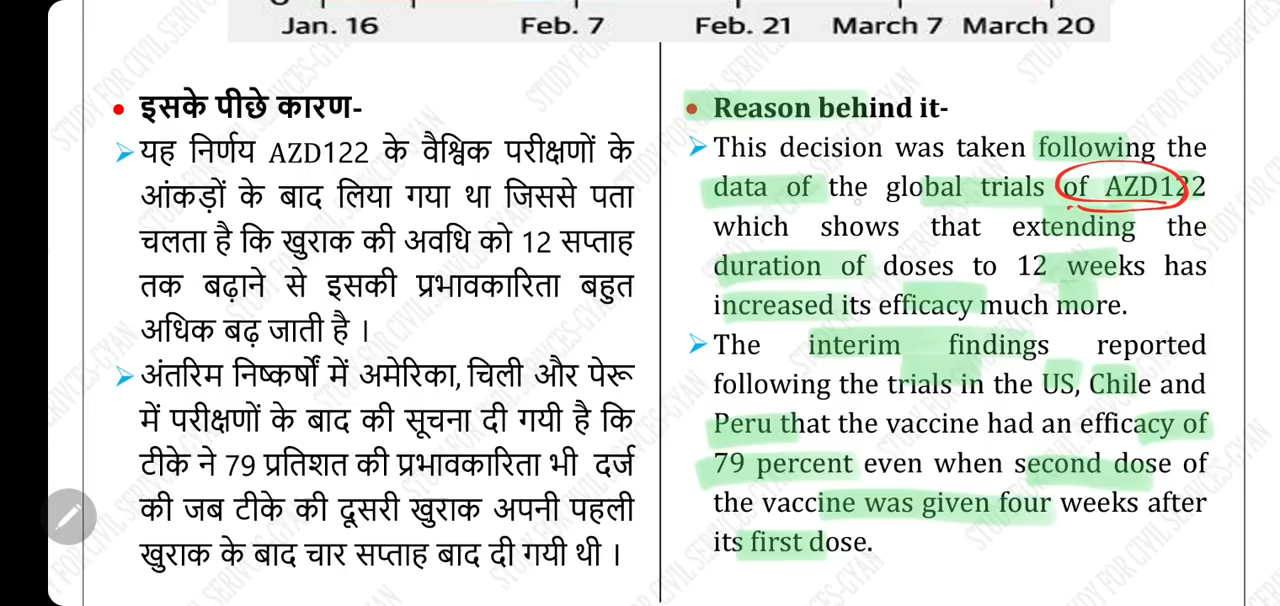 Jan. 16 Feb. 7 Feb. 21 March 7 March 20
• इसके पीछे कारण-
➢ यह निर्णय AZD122 के वैश्विक परीक्षणों के
आंकड़ों के बाद लिया गया था जिससे पता
चलता है कि खुराक की अवधि को 12 सप्ताह
तक बढ़ाने से इसकी प्रभावकारिता बहुत
अधिक बढ़ जाती है ।
➢ अंतरिम निष्कर्षों में अमेरिका, चिली और पेरू
में परीक्षणों के बाद की सूचना दी गयी है कि
टीके ने 79 प्रतिशत की प्रभावकारिता भी दर्ज
की जब टीके की दूसरी खुराक अपनी पहली
खुराक के बाद चार सप्ताह बाद दी गयी थी ।
• Reason behind it-
➢ This decision was taken following the
data of the global trials of AZD122
which shows that extending the
duration of doses to 12 weeks has
increased its efficacy much more.
➢ The interim findings reported
following the trials in the US, Chile and
Peru that the vaccine had an efficacy of
79 percent even when second dose of
the vaccine was given four weeks after
its first dose.
STUDY FOR CIVIL SERIVCES-GYAN